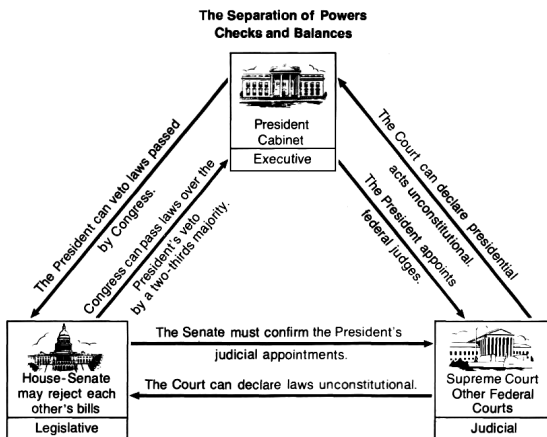 The Separation of Powers
Checks and Balances
President
Cabinet
Executive
The President can veto laws passed
by Congress.
Congress can pass laws over the
President's veto
by a two-thirds majority.
The Court can declare presidential
acts unconstitutional.
The President appoints
federal judges.
The Senate must confirm the President's
judicial appointments.
The Court can declare laws unconstitutional.
House-Senate
may reject each
other's bills
Legislative
Supreme Court
Other Federal
Courts
Judicial